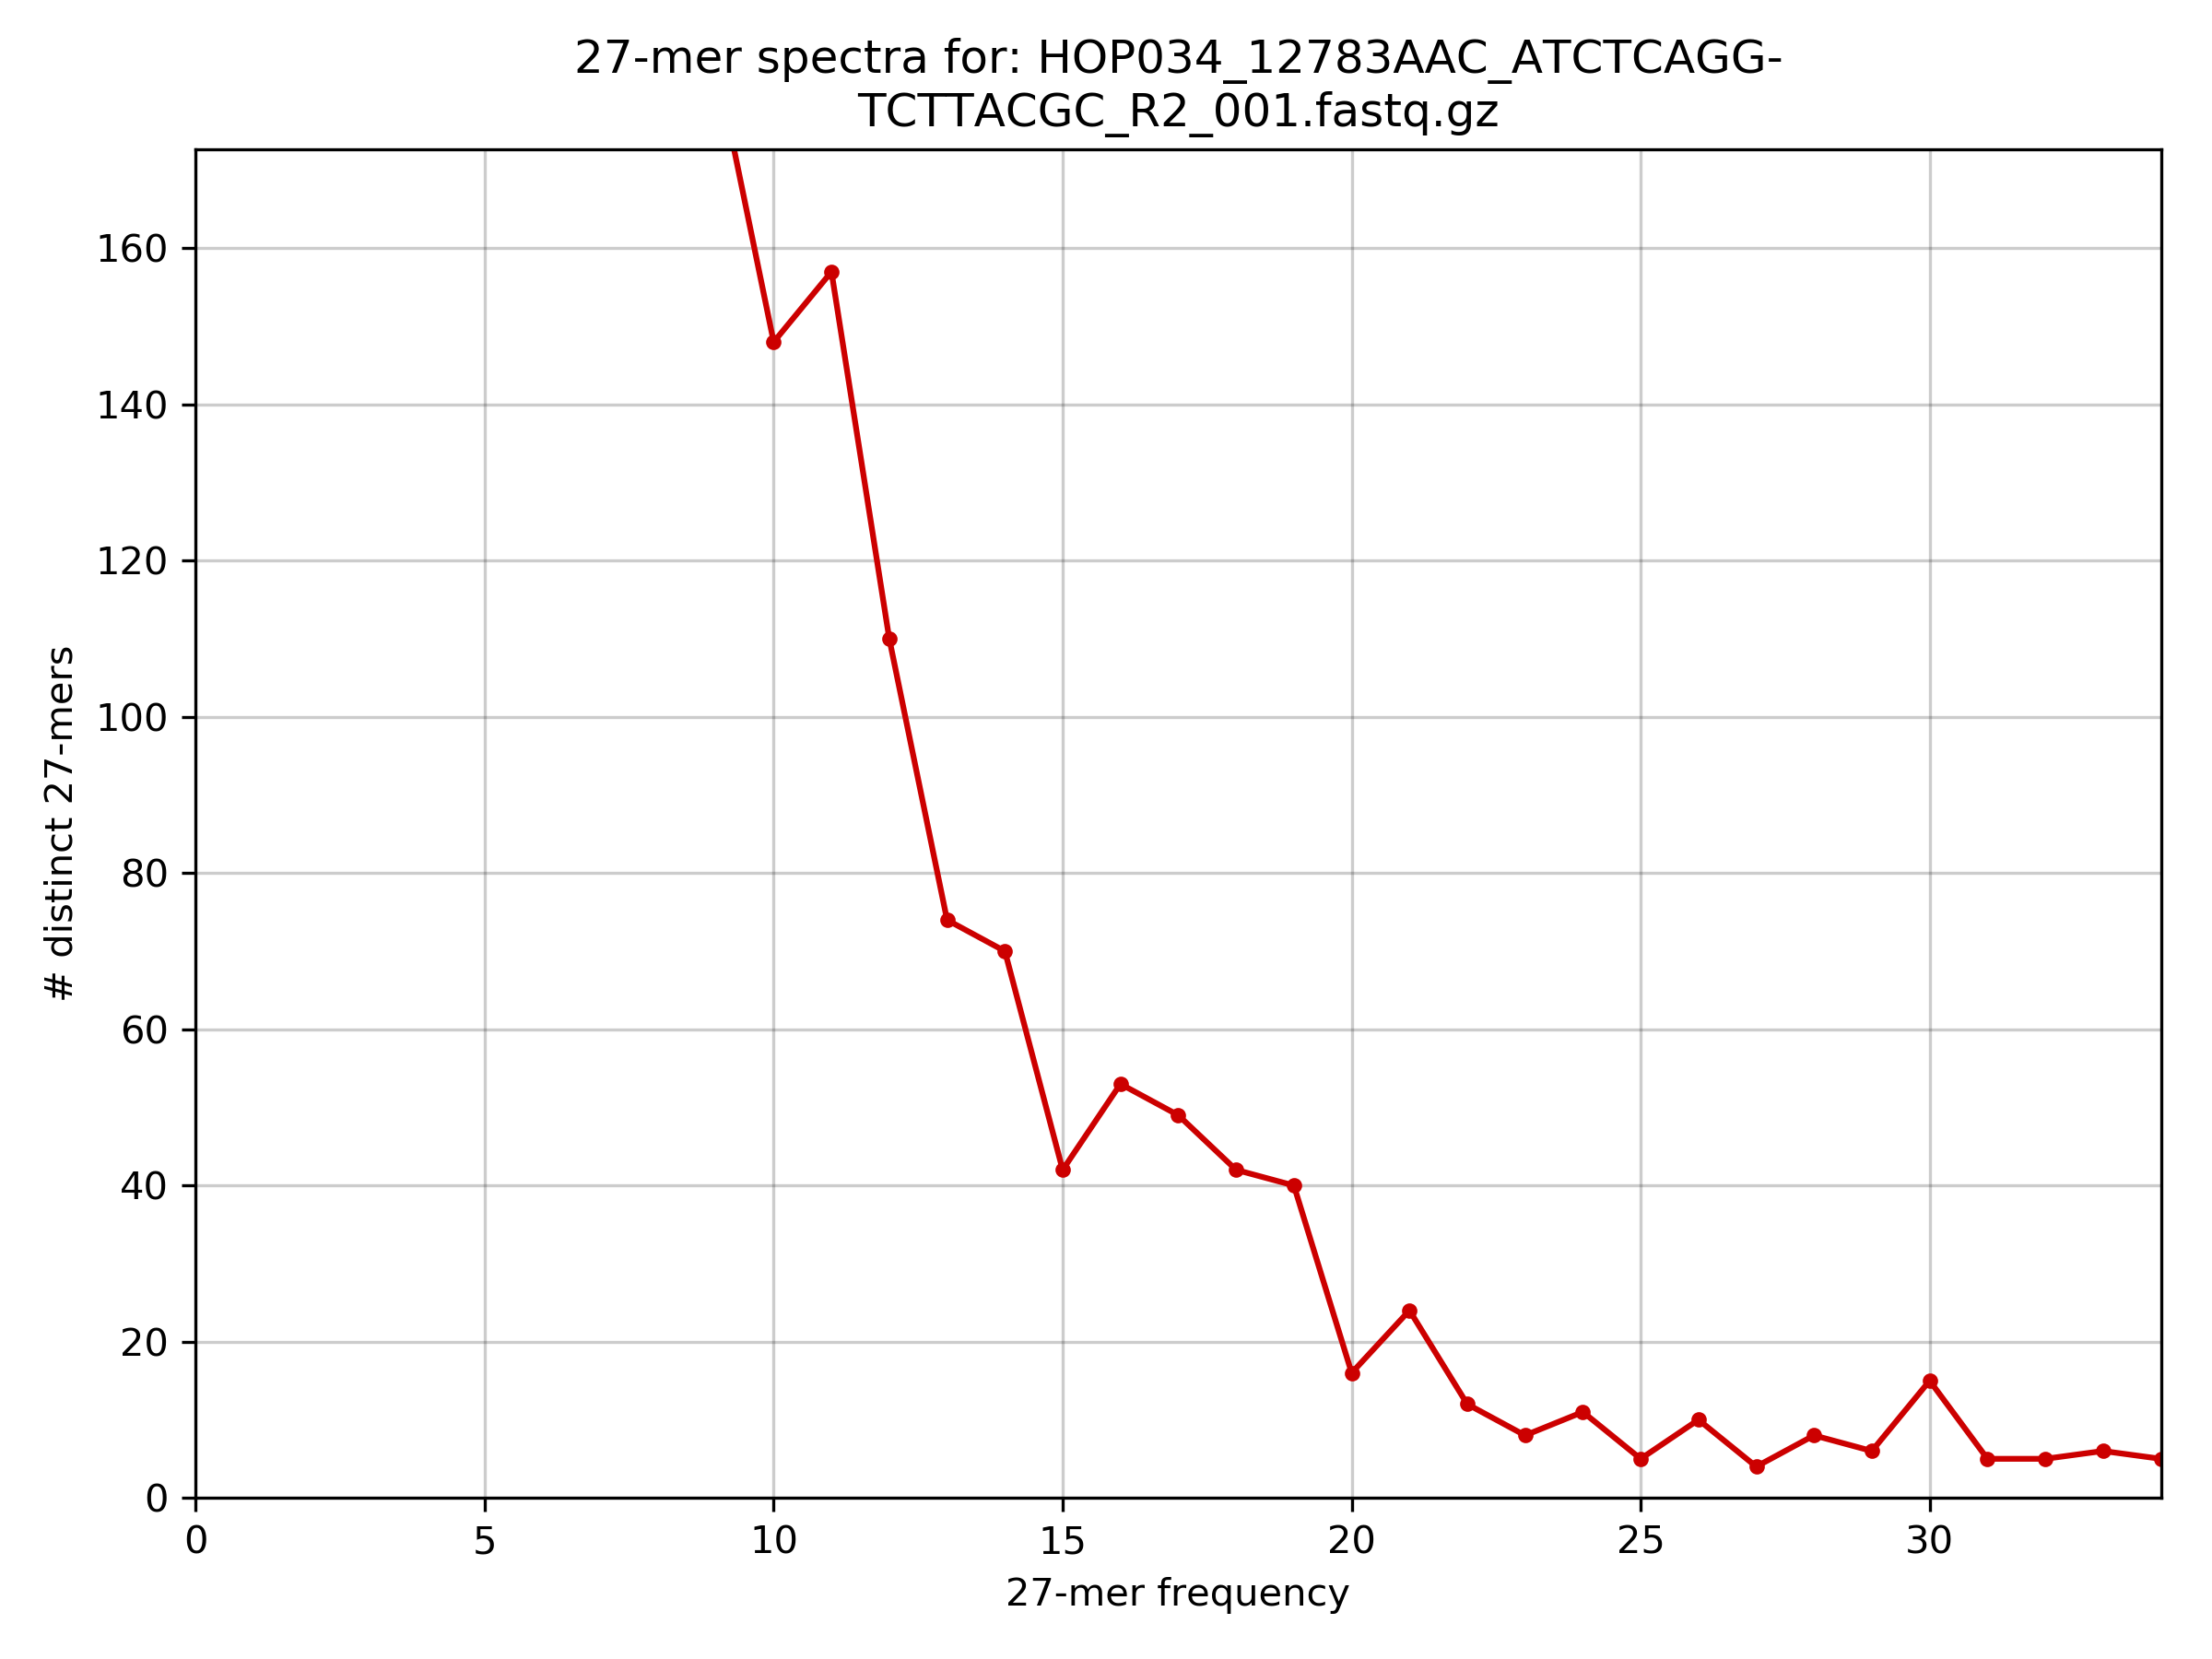 27-mer spectra for: HOP034_12783AAC_ATCTCAGG-
TCTTACGC_R2_001.fastq.gz
160
140
120
100
80
60
40
20
0
# distinct 27-mers
0 5 10 15 20 25 30
27-mer frequency